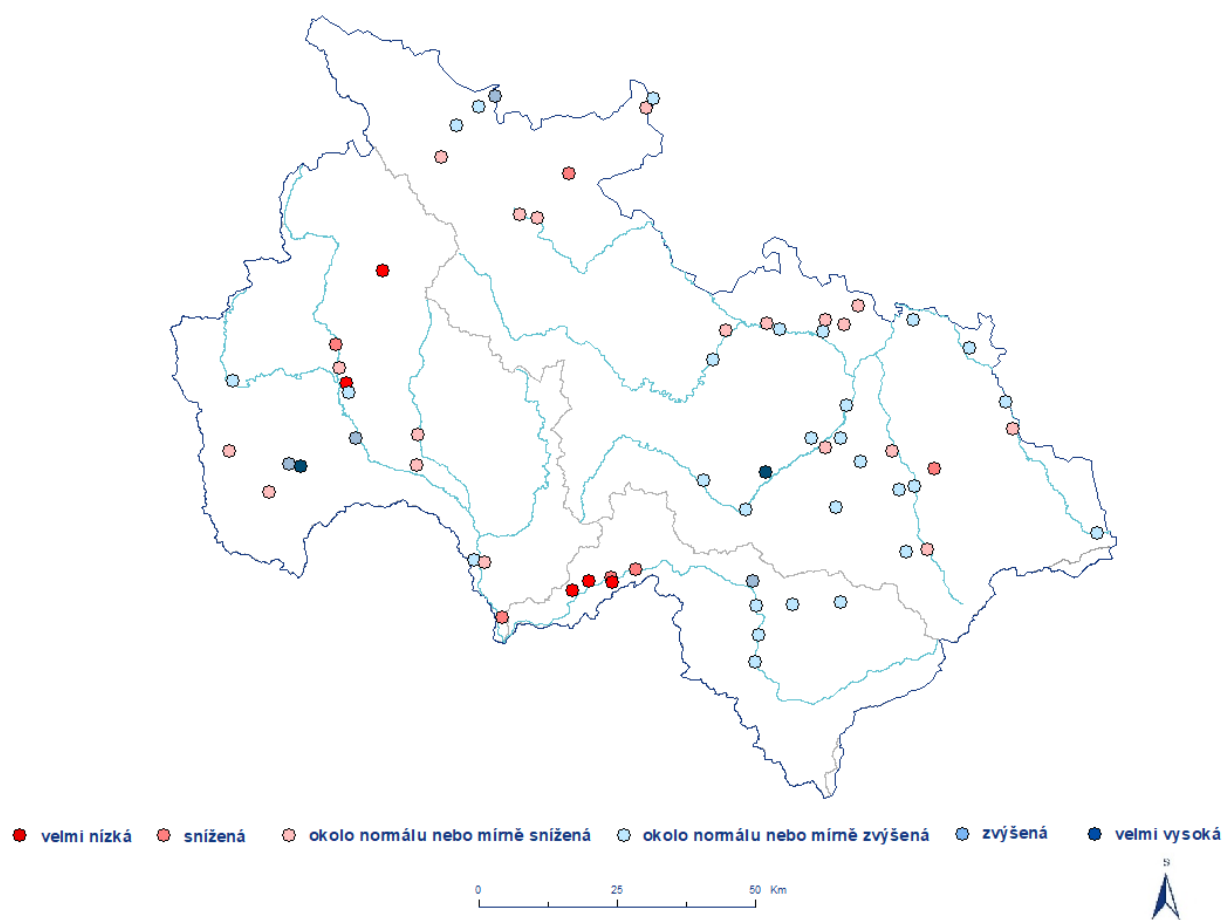 velmi nízká snížená okolo normálu nebo mírně snížená okolo normálu nebo mírně zvýšená zvýšená velmi vysoká
0 25 50 Km
S